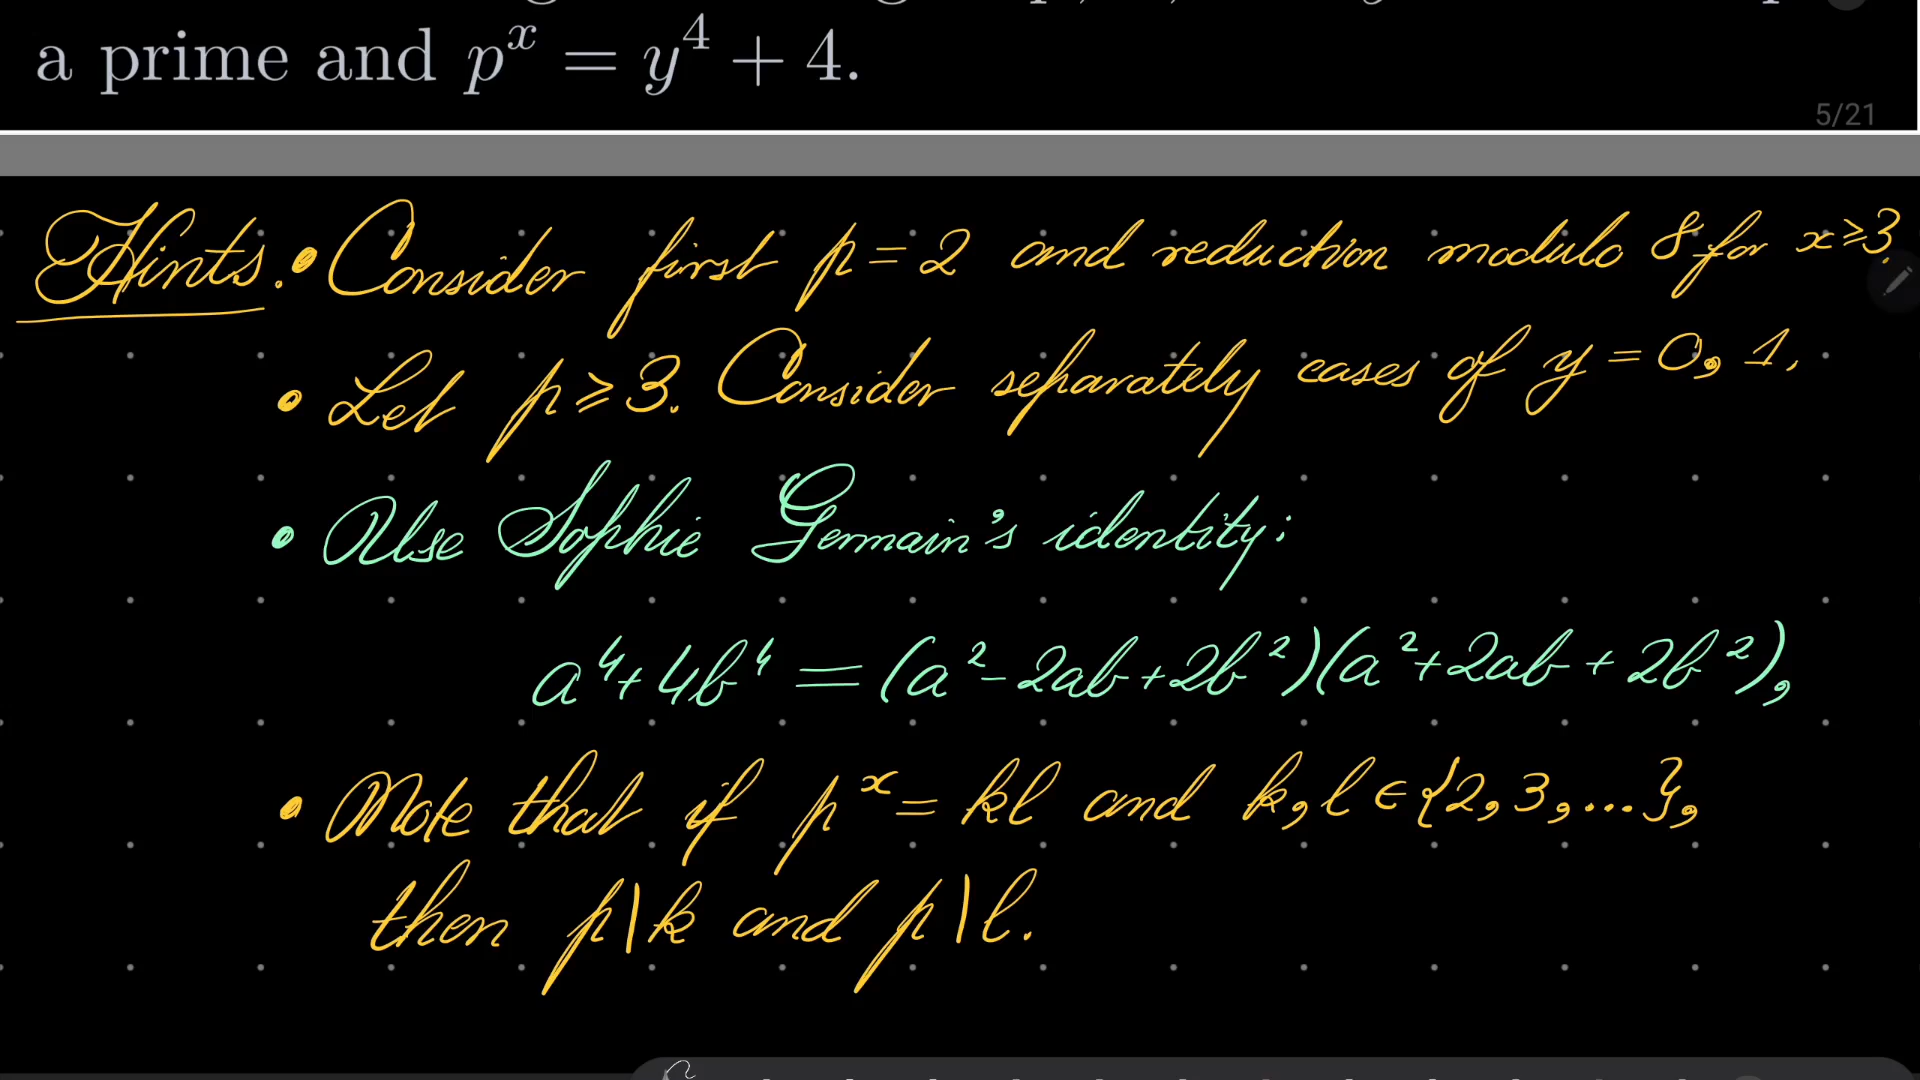 a prime and p^x = y^4 + 4.
5/21
Hints. • Consider first p = 2 and reduction modulo 8 for x ≥ 3.
• Let p ≥ 3. Consider separately cases of y = 0, 1.
• Use Sophie Germain's identity:
a^4 + 4b^4 = (a^2 - 2ab + 2b^2)(a^2 + 2ab + 2b^2),
• Note that if p^x = kl and k, l ∈ {2, 3, ...},
then p | k and p | l.